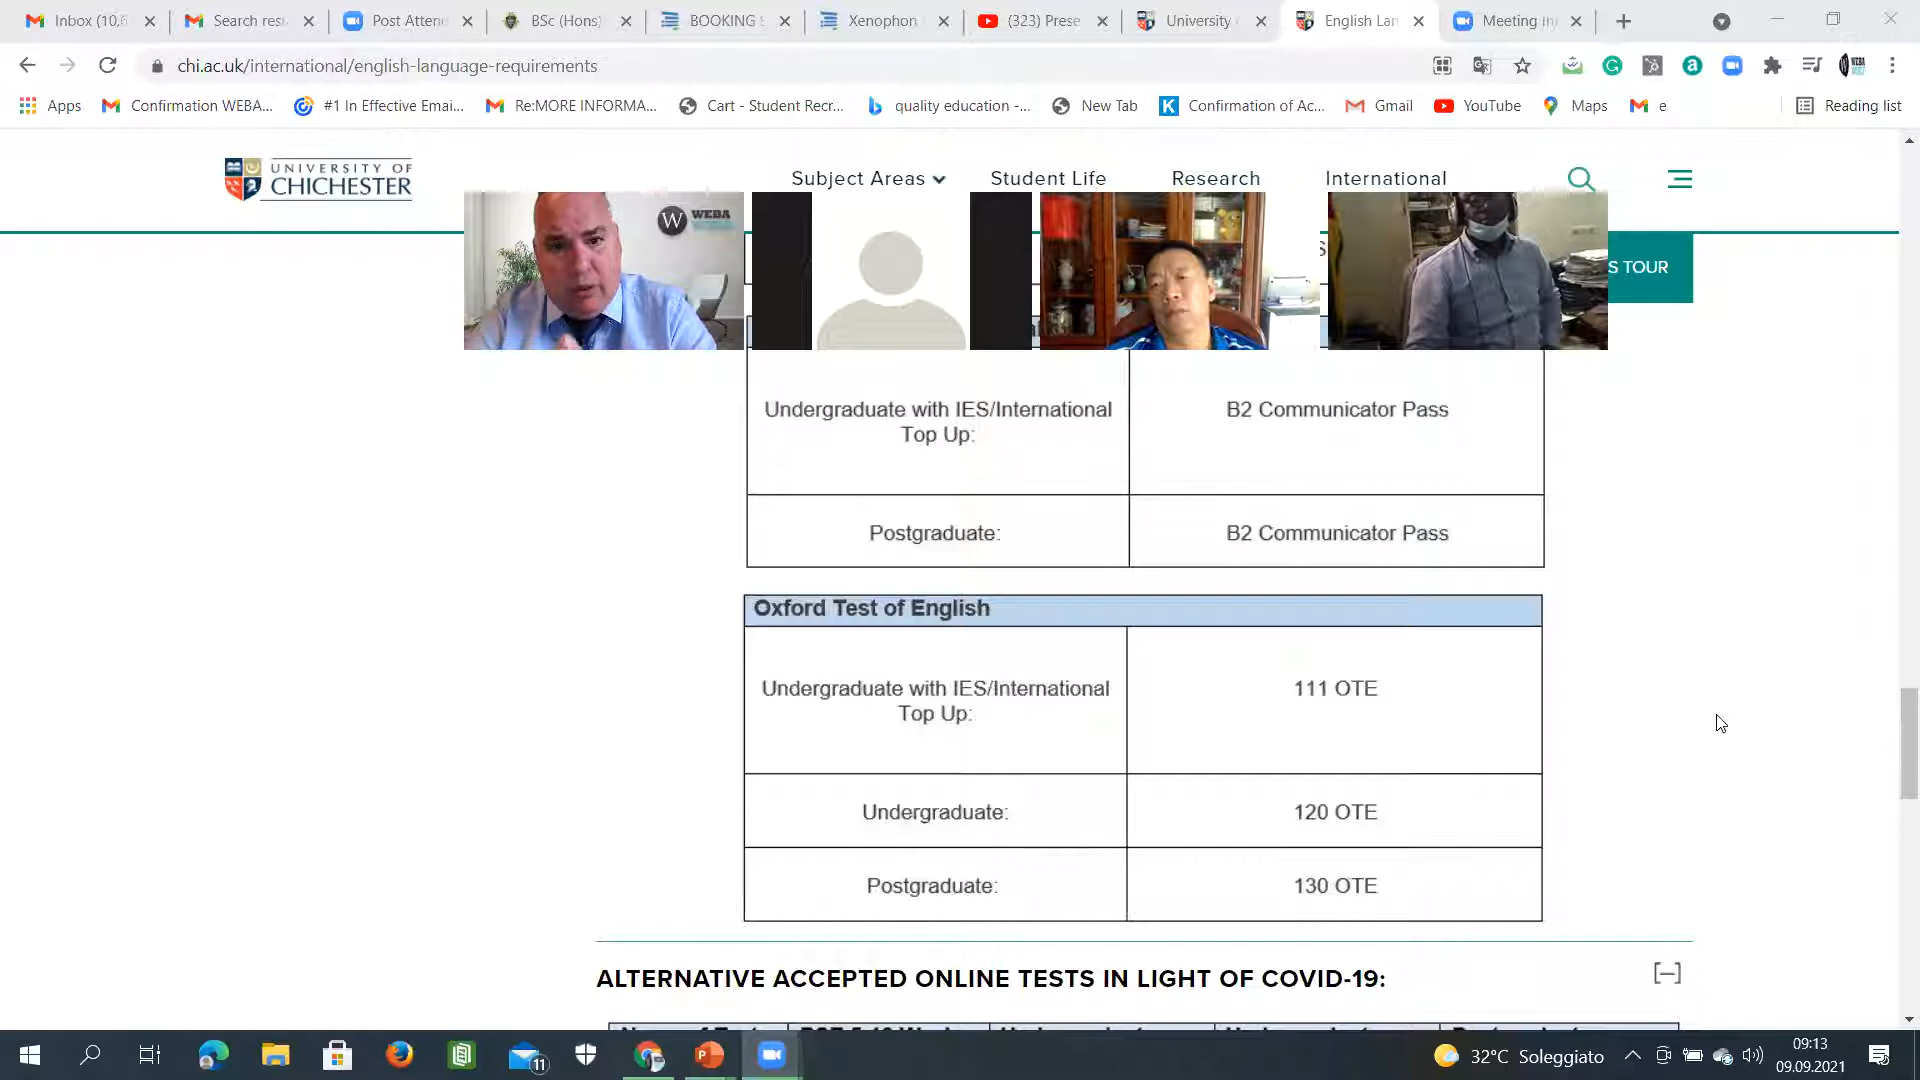 Inbox (10,6
Search resu
Post Atten
BSc (Hons)
BOOKING
Xenophon
(323) Prese
University
English Lan
Meeting in
chi.ac.uk/international/english-language-requirements
Apps
Confirmation WEBA...
#1 In Effective Emai...
Re:MORE INFORMA...
Cart - Student Recr...
quality education -...
New Tab
Confirmation of Ac...
Gmail
YouTube
Maps
e
Reading list
UNIVERSITY OF
CHICHESTER
Subject Areas
Student Life
Research
International
W WEBA
S TOUR
Undergraduate with IES/International
Top Up:
B2 Communicator Pass
Postgraduate:
B2 Communicator Pass
Oxford Test of English
Undergraduate with IES/International
Top Up:
111 OTE
Undergraduate:
120 OTE
Postgraduate:
130 OTE
ALTERNATIVE ACCEPTED ONLINE TESTS IN LIGHT OF COVID-19:
[–]
11
32°C Soleggiato
09:13
09.09.2021